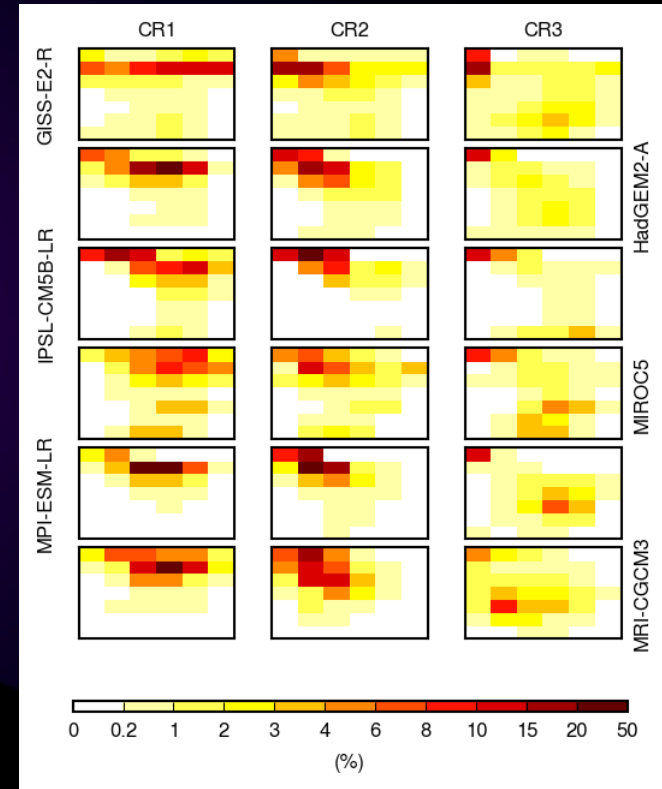 CR1 CR2 CR3
GISS-E2-R
HadGEM2-A
IPSL-CM5B-LR
MIROC5
MPI-ESM-LR
MRI-CGCM3
0 0.2 1 2 3 4 6 8 10 15 20 50
(%)